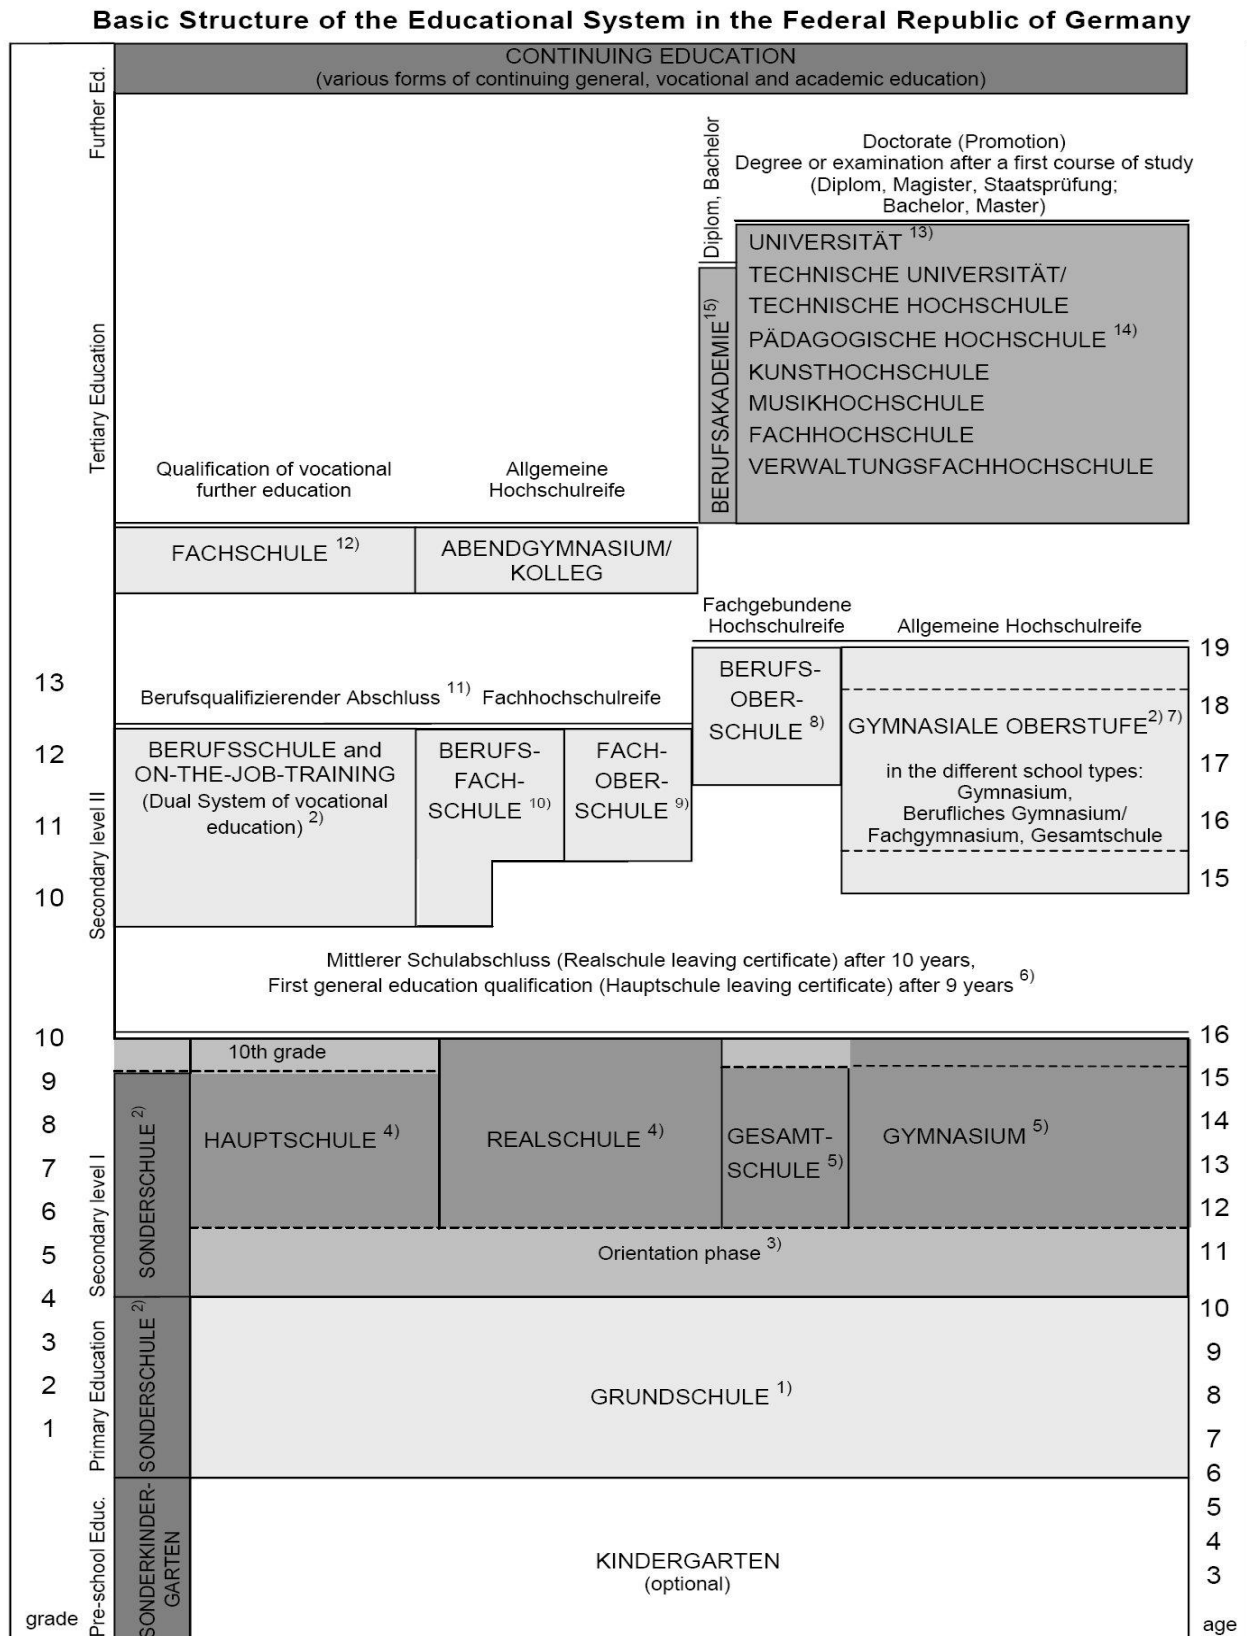 Basic Structure of the Educational System in the Federal Republic of Germany
Further Ed.
CONTINUING EDUCATION
(various forms of continuing general, vocational and academic education)
Tertiary Education
Diplom, Bachelor
Doctorate (Promotion)
Degree or examination after a first course of study
(Diplom, Magister, Staatsprüfung;
Bachelor, Master)
BERUFSAKADEMIE 15)
UNIVERSITÄT 13)
TECHNISCHE UNIVERSITÄT/
TECHNISCHE HOCHSCHULE
PÄDAGOGISCHE HOCHSCHULE 14)
KUNSTHOCHSCHULE
MUSIKHOCHSCHULE
FACHHOCHSCHULE
VERWALTUNGSFACHHOCHSCHULE
Qualification of vocational
further education
Allgemeine
Hochschulreife
FACHSCHULE 12)
ABENDGYMNASIUM/
KOLLEG
Fachgebundene
Hochschulreife
Allgemeine Hochschulreife
Secondary level II
13
12
11
10
19
18
17
16
15
Berufsqualifizierender Abschluss 11)
Fachhochschulreife
BERUFSSCHULE and
ON-THE-JOB-TRAINING
(Dual System of vocational
education) 2)
BERUFS-
FACH-
SCHULE 10)
FACH-
OBER-
SCHULE 9)
BERUFS-
OBER-
SCHULE 8)
GYMNASIALE OBERSTUFE 2) 7)
in the different school types:
Gymnasium,
Berufliches Gymnasium/
Fachgymnasium, Gesamtschule
Mittlerer Schulabschluss (Realschule leaving certificate) after 10 years,
First general education qualification (Hauptschule leaving certificate) after 9 years 6)
Secondary level I
10
9
8
7
6
5
4
16
15
14
13
12
11
10
SONDERSCHULE 2)
10th grade
HAUPTSCHULE 4)
REALSCHULE 4)
GESAMT-
SCHULE 5)
GYMNASIUM 5)
Orientation phase 3)
Primary Education
3
2
1
9
8
7
6
SONDERSCHULE 2)
GRUNDSCHULE 1)
Pre-school Educ.
SONDERKINDER-
GARTEN
KINDERGARTEN
(optional)
5
4
3
grade
age